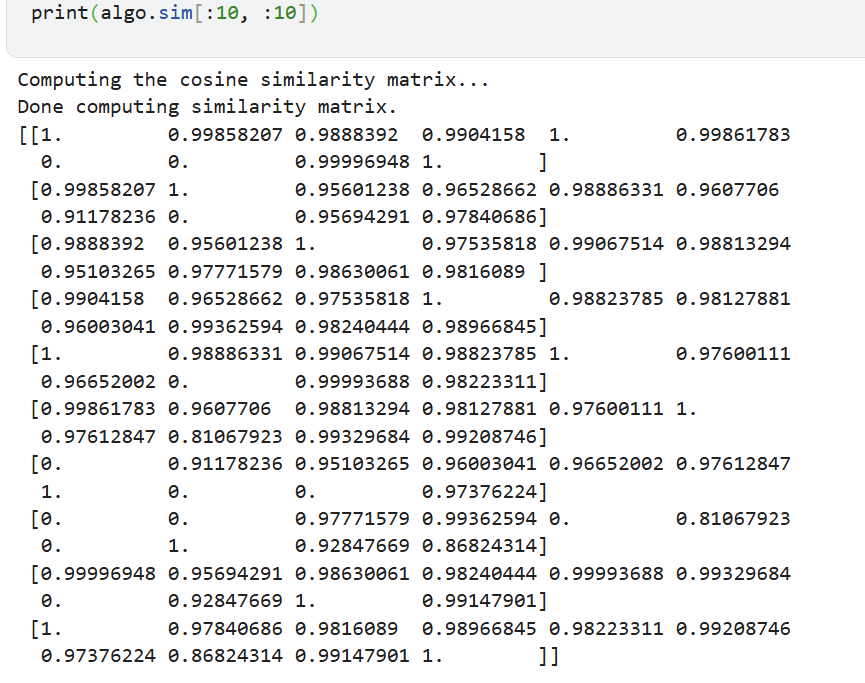 print(algo.sim[:10, :10])
Computing the cosine similarity matrix...
Done computing similarity matrix.
[[1.         0.99858207 0.9888392  0.9904158  1.         0.99861783
  0.         0.         0.99996948 1.        ]
 [0.99858207 1.         0.95601238 0.96528662 0.98886331 0.9607706
  0.91178236 0.         0.95694291 0.97840686]
 [0.9888392  0.95601238 1.         0.97535818 0.99067514 0.98813294
  0.95103265 0.97771579 0.98630061 0.9816089 ]
 [0.9904158  0.96528662 0.97535818 1.         0.98823785 0.98127881
  0.96003041 0.99362594 0.98240444 0.98966845]
 [1.         0.98886331 0.99067514 0.98823785 1.         0.97600111
  0.96652002 0.         0.99993688 0.98223311]
 [0.99861783 0.9607706  0.98813294 0.98127881 0.97600111 1.
  0.97612847 0.81067923 0.99329684 0.99208746]
 [0.         0.91178236 0.95103265 0.96003041 0.96652002 0.97612847
  1.         0.         0.         0.97376224]
 [0.         0.         0.97771579 0.99362594 0.         0.81067923
  0.         1.         0.92847669 0.86824314]
 [0.99996948 0.95694291 0.98630061 0.98240444 0.99993688 0.99329684
  0.         0.92847669 1.         0.99147901]
 [1.         0.97840686 0.9816089  0.98966845 0.98223311 0.99208746
  0.97376224 0.86824314 0.99147901 1.        ]]